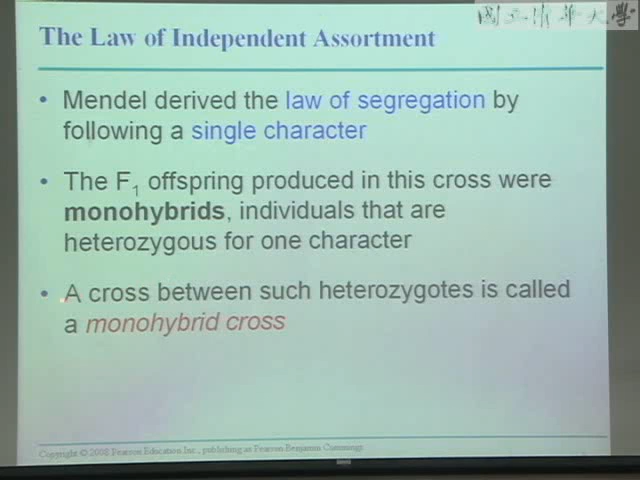 國立清華大學
The Law of Independent Assortment
• Mendel derived the law of segregation by
following a single character
• The F₁ offspring produced in this cross were
monohybrids, individuals that are
heterozygous for one character
• A cross between such heterozygotes is called
a monohybrid cross
Copyright © 2008 Pearson Education Inc., publishing as Pearson Benjamin Cummings